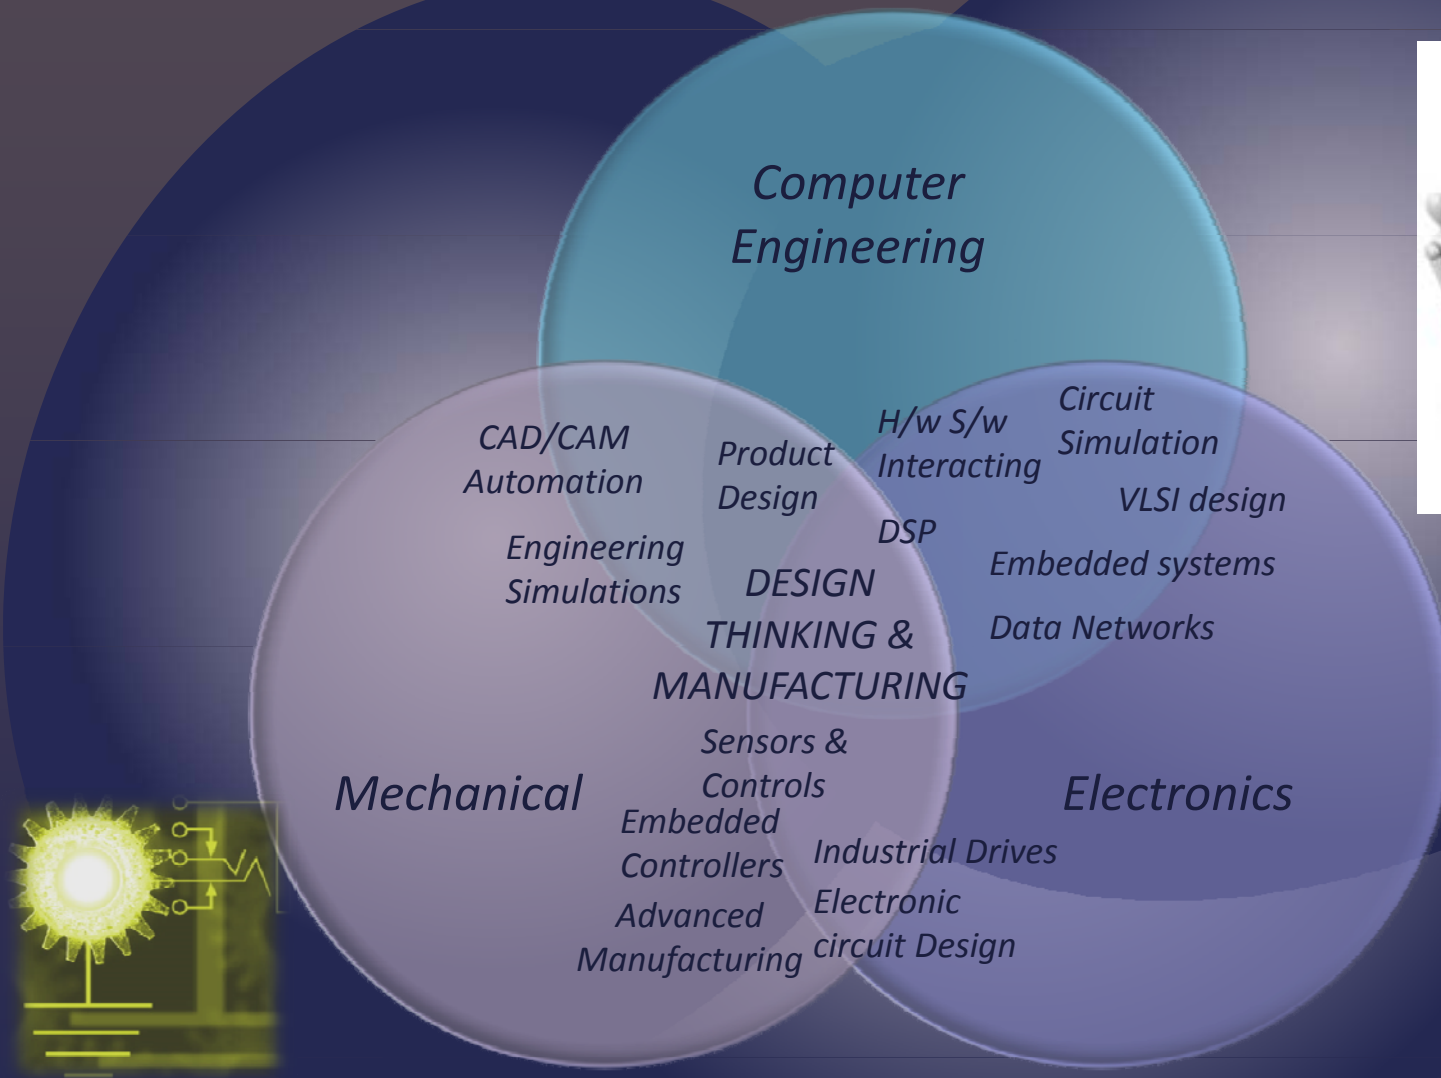 Computer
Engineering
CAD/CAM
Automation
Product
Design
H/w S/w
Interacting
Circuit
Simulation
VLSI design
DSP
Engineering
Simulations
Embedded systems
DESIGN
THINKING &
MANUFACTURING
Data Networks
Sensors &
Controls
Mechanical
Electronics
Embedded
Controllers
Industrial Drives
Advanced
Manufacturing
Electronic
circuit Design